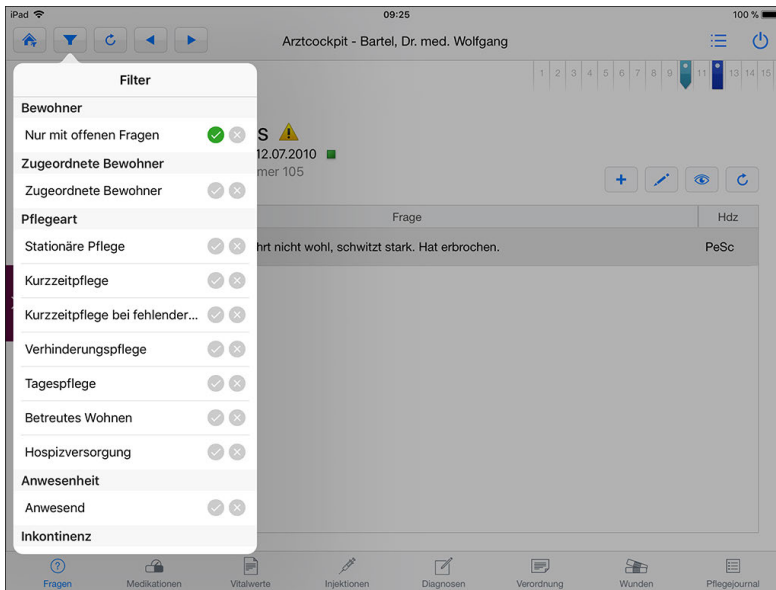 iPad 09:25 100 %
Arztcockpit - Bartel, Dr. med. Wolfgang
1 2 3 4 5 6 7 8 9 11 13 14 15
Filter
Bewohner
Nur mit offenen Fragen
Zugeordnete Bewohner
Zugeordnete Bewohner
Pflegeart
Stationäre Pflege
Kurzzeitpflege
Kurzzeitpflege bei fehlender...
Verhinderungspflege
Tagespflege
Betreutes Wohnen
Hospizversorgung
Anwesenheit
Anwesend
Inkontinenz
s
12.07.2010
mer 105
Frage Hdz
hrt nicht wohl, schwitzt stark. Hat erbrochen. PeSc
Fragen Medikationen Vitalwerte Injektionen Diagnosen Verordnung Wunden Pflegejournal